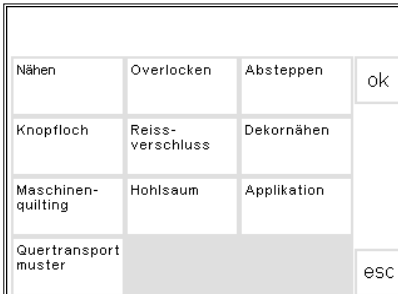 Nähen
Overlocken
Absteppen
ok
Knopfloch
Reiss-
verschluss
Dekornähen
Maschinen-
quilting
Hohlsaum
Applikation
Quertransport
muster
esc